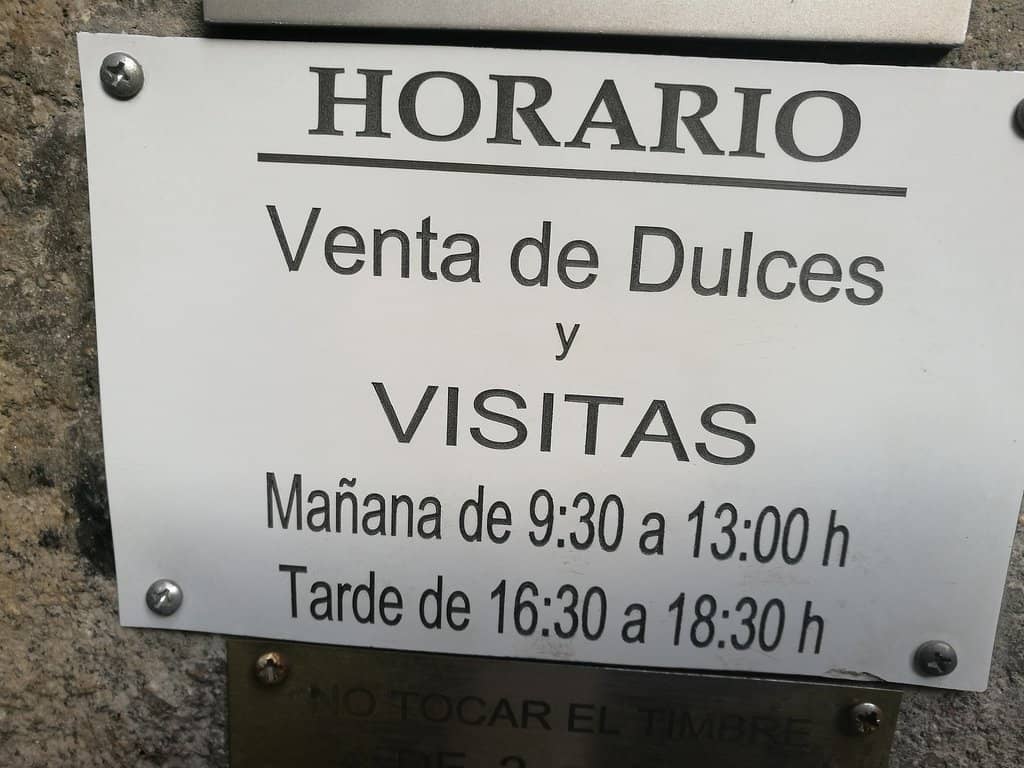 HORARIO
Venta de Dulces
y
VISITAS
Mañana de 9:30 a 13:00 h
Tarde de 16:30 a 18:30 h
NO TOCAR EL TIMBRE
DE